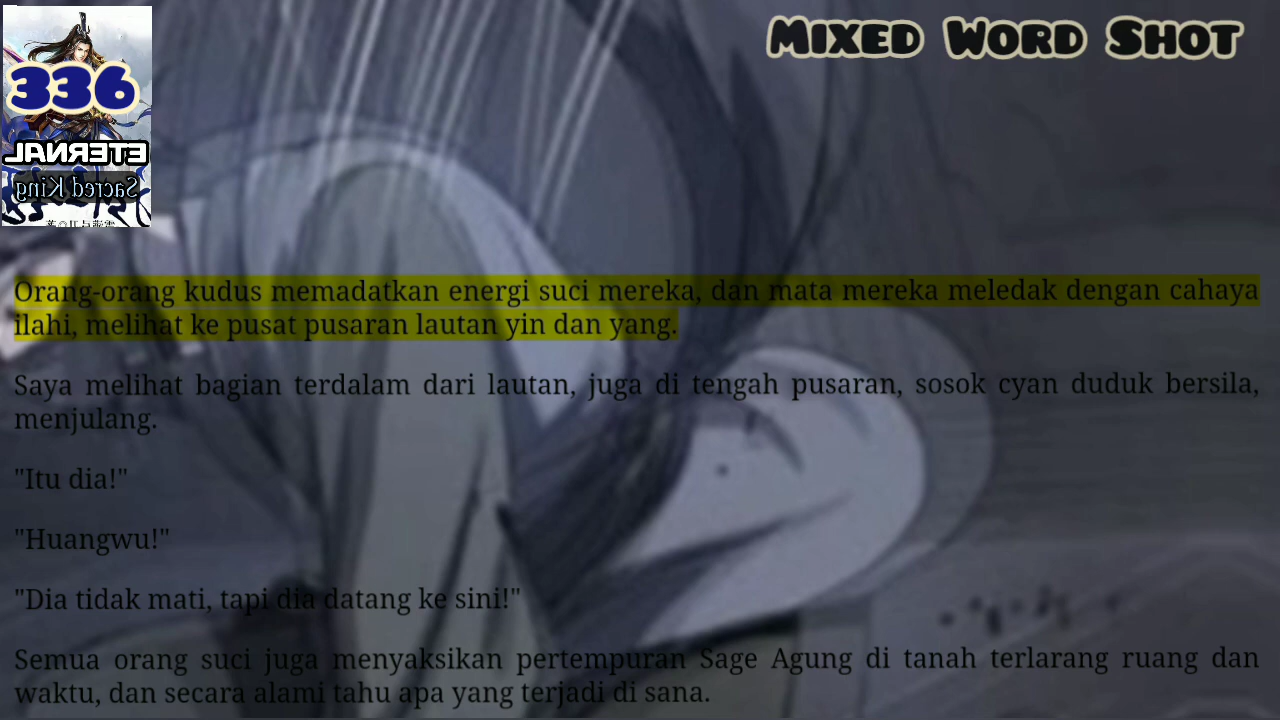 Mixed Word Shot
336
ETERNAL
Sacred King
Orang-orang kudus memadatkan energi suci mereka, dan mata mereka meledak dengan cahaya
ilahi, melihat ke pusat pusaran lautan yin dan yang.
Saya melihat bagian terdalam dari lautan, juga di tengah pusaran, sosok cyan duduk bersila,
menjulang.
"Itu dia!"
"Huangwu!"
"Dia tidak mati, tapi dia datang ke sini!"
Semua orang suci juga menyaksikan pertempuran Sage Agung di tanah terlarang ruang dan
waktu, dan secara alami tahu apa yang terjadi di sana.